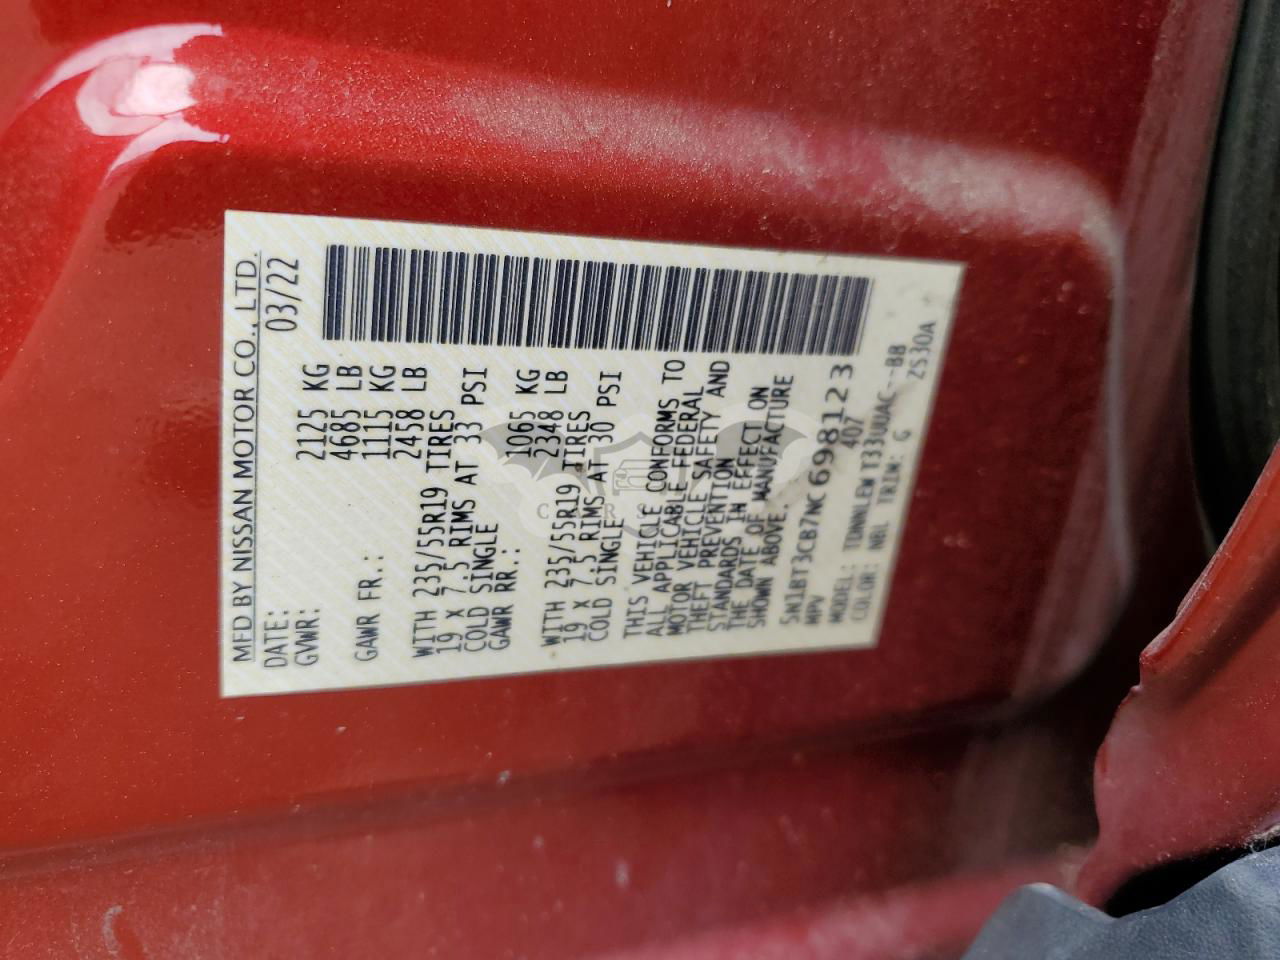 MFD BY NISSAN MOTOR CO., LTD.
DATE: 03/22
GVWR: 2125 KG
4685 LB
GAWR FR.: 1115 KG
2458 LB
WITH 235/55R19 TIRES
19 X 7.5 RIMS AT 33 PSI
COLD SINGLE
GAWR RR.: 1065 KG
2348 LB
WITH 235/55R19 TIRES
19 X 7.5 RIMS AT 30 PSI
COLD SINGLE
THIS VEHICLE CONFORMS TO
ALL APPLICABLE FEDERAL
MOTOR VEHICLE SAFETY AND
THEFT PREVENTION
STANDARDS IN EFFECT ON
THE DATE OF MANUFACTURE
SHOWN ABOVE.
5N1BT3CB7NC698123
MPV 407
MODEL: TDNNLEW T33UUAC--BB
COLOR: NBL TRIM: G ZS30A